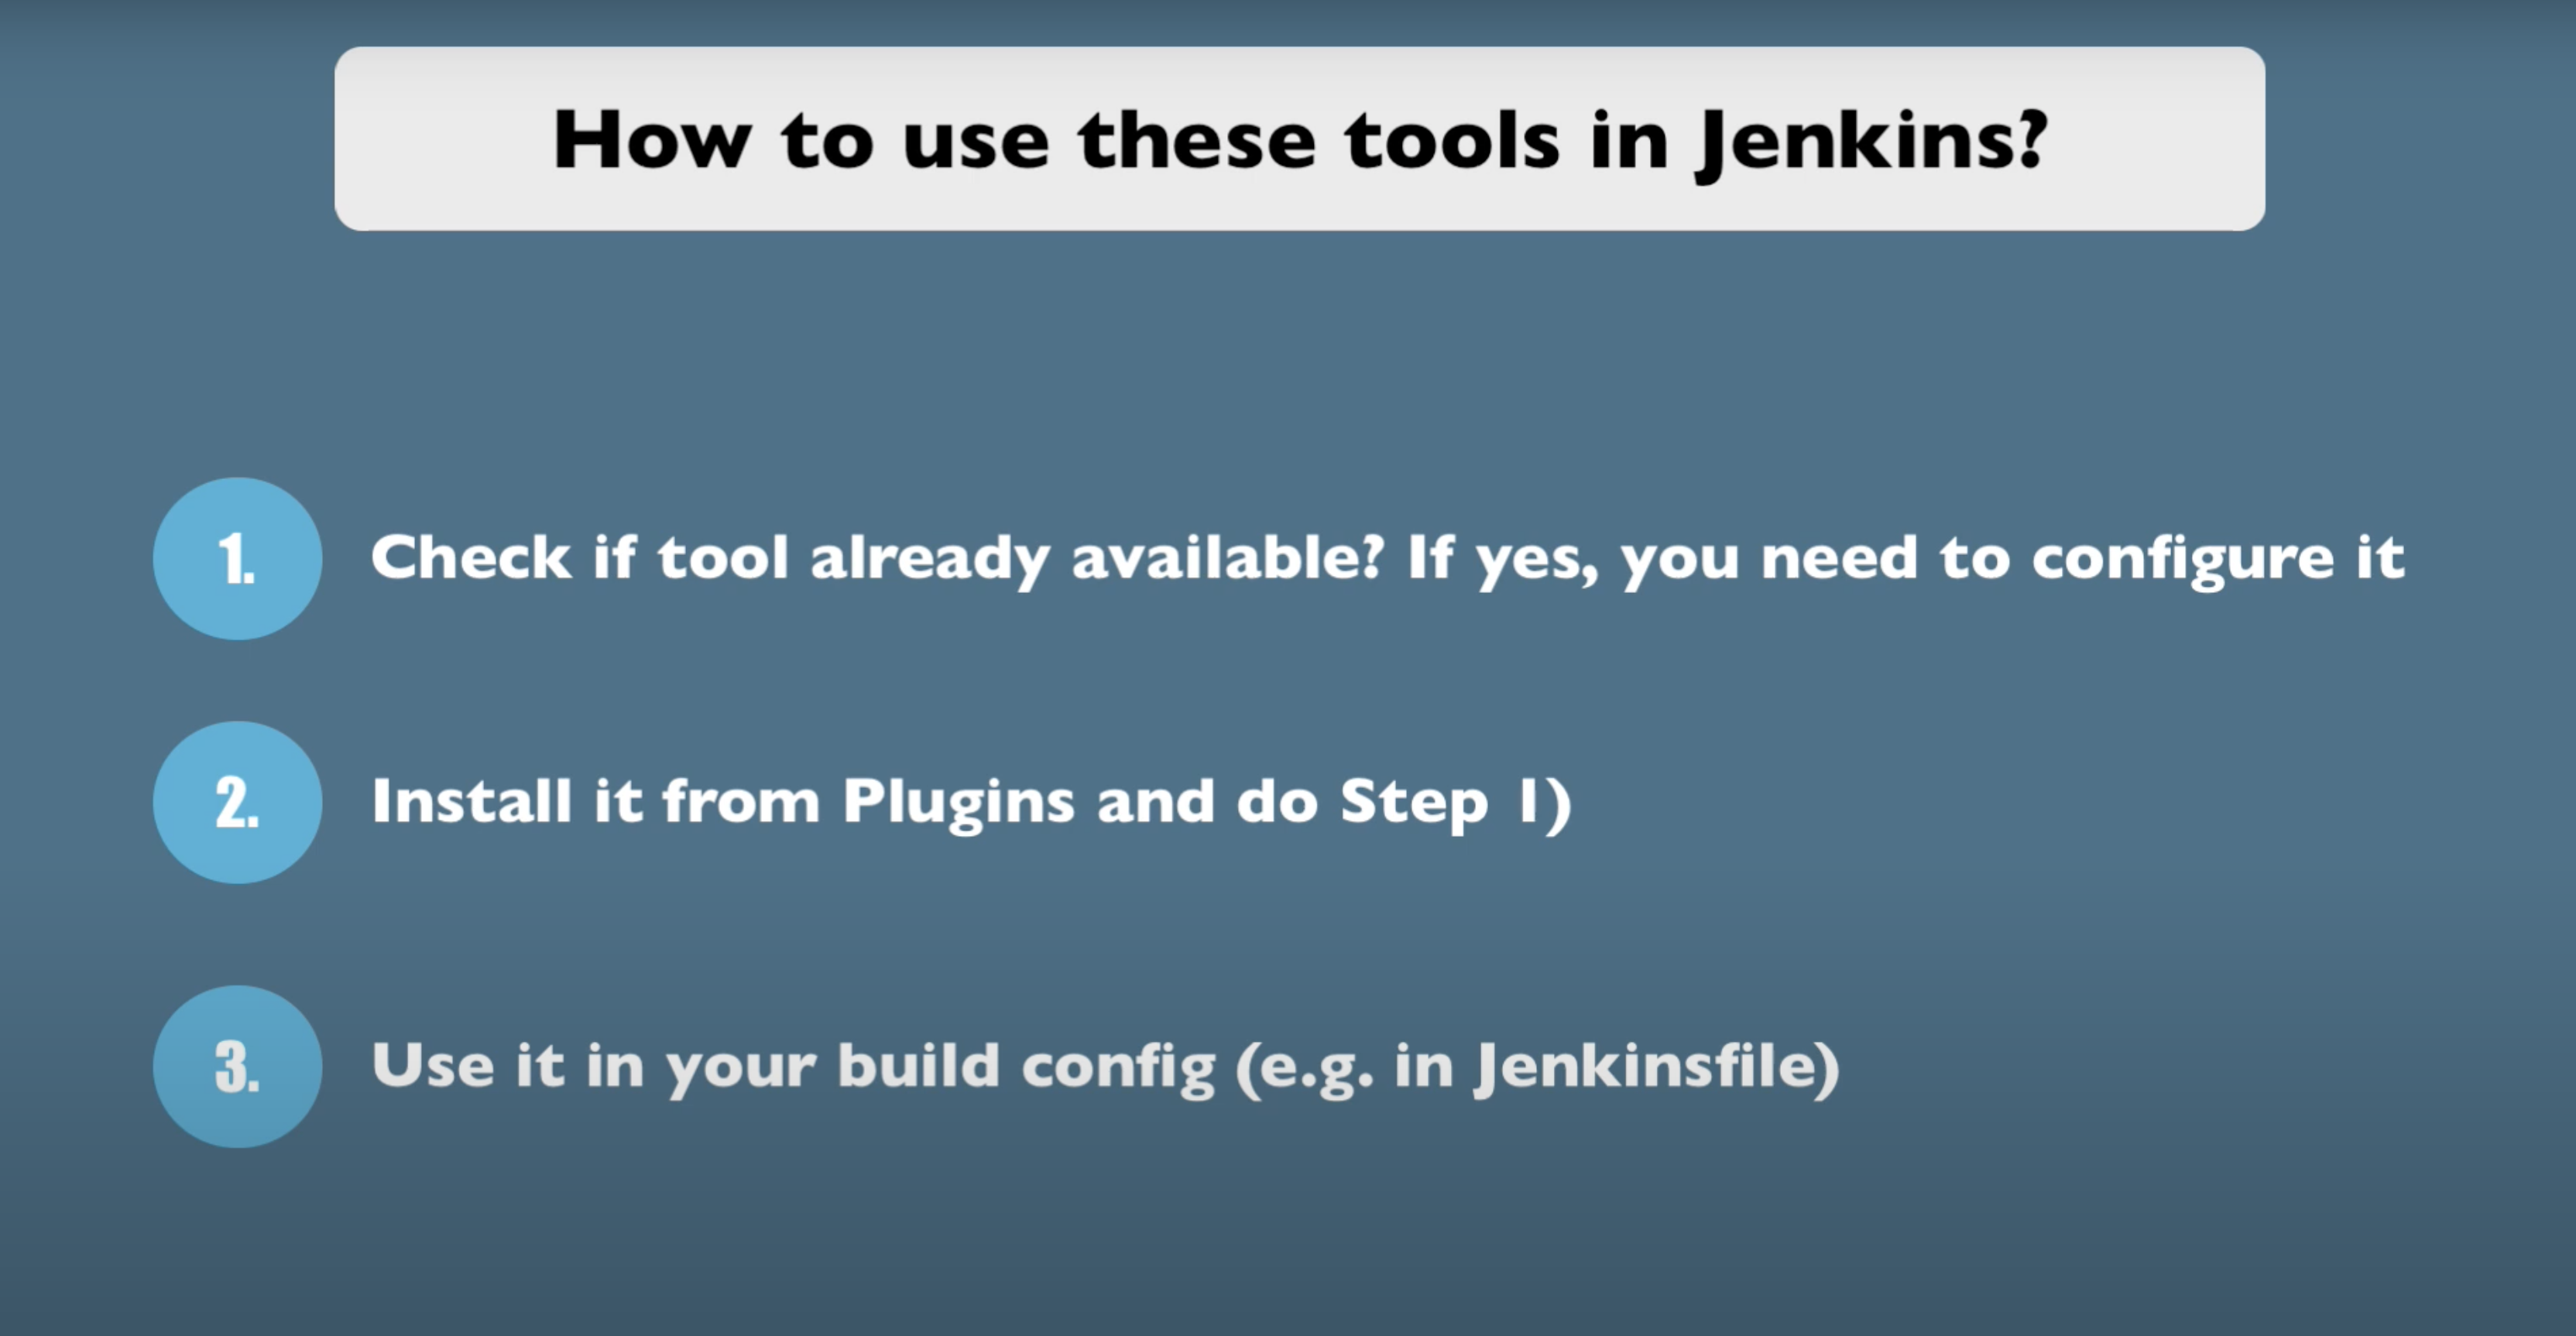 How to use these tools in Jenkins?
1. Check if tool already available? If yes, you need to configure it
2. Install it from Plugins and do Step 1)
3. Use it in your build config (e.g. in Jenkinsfile)